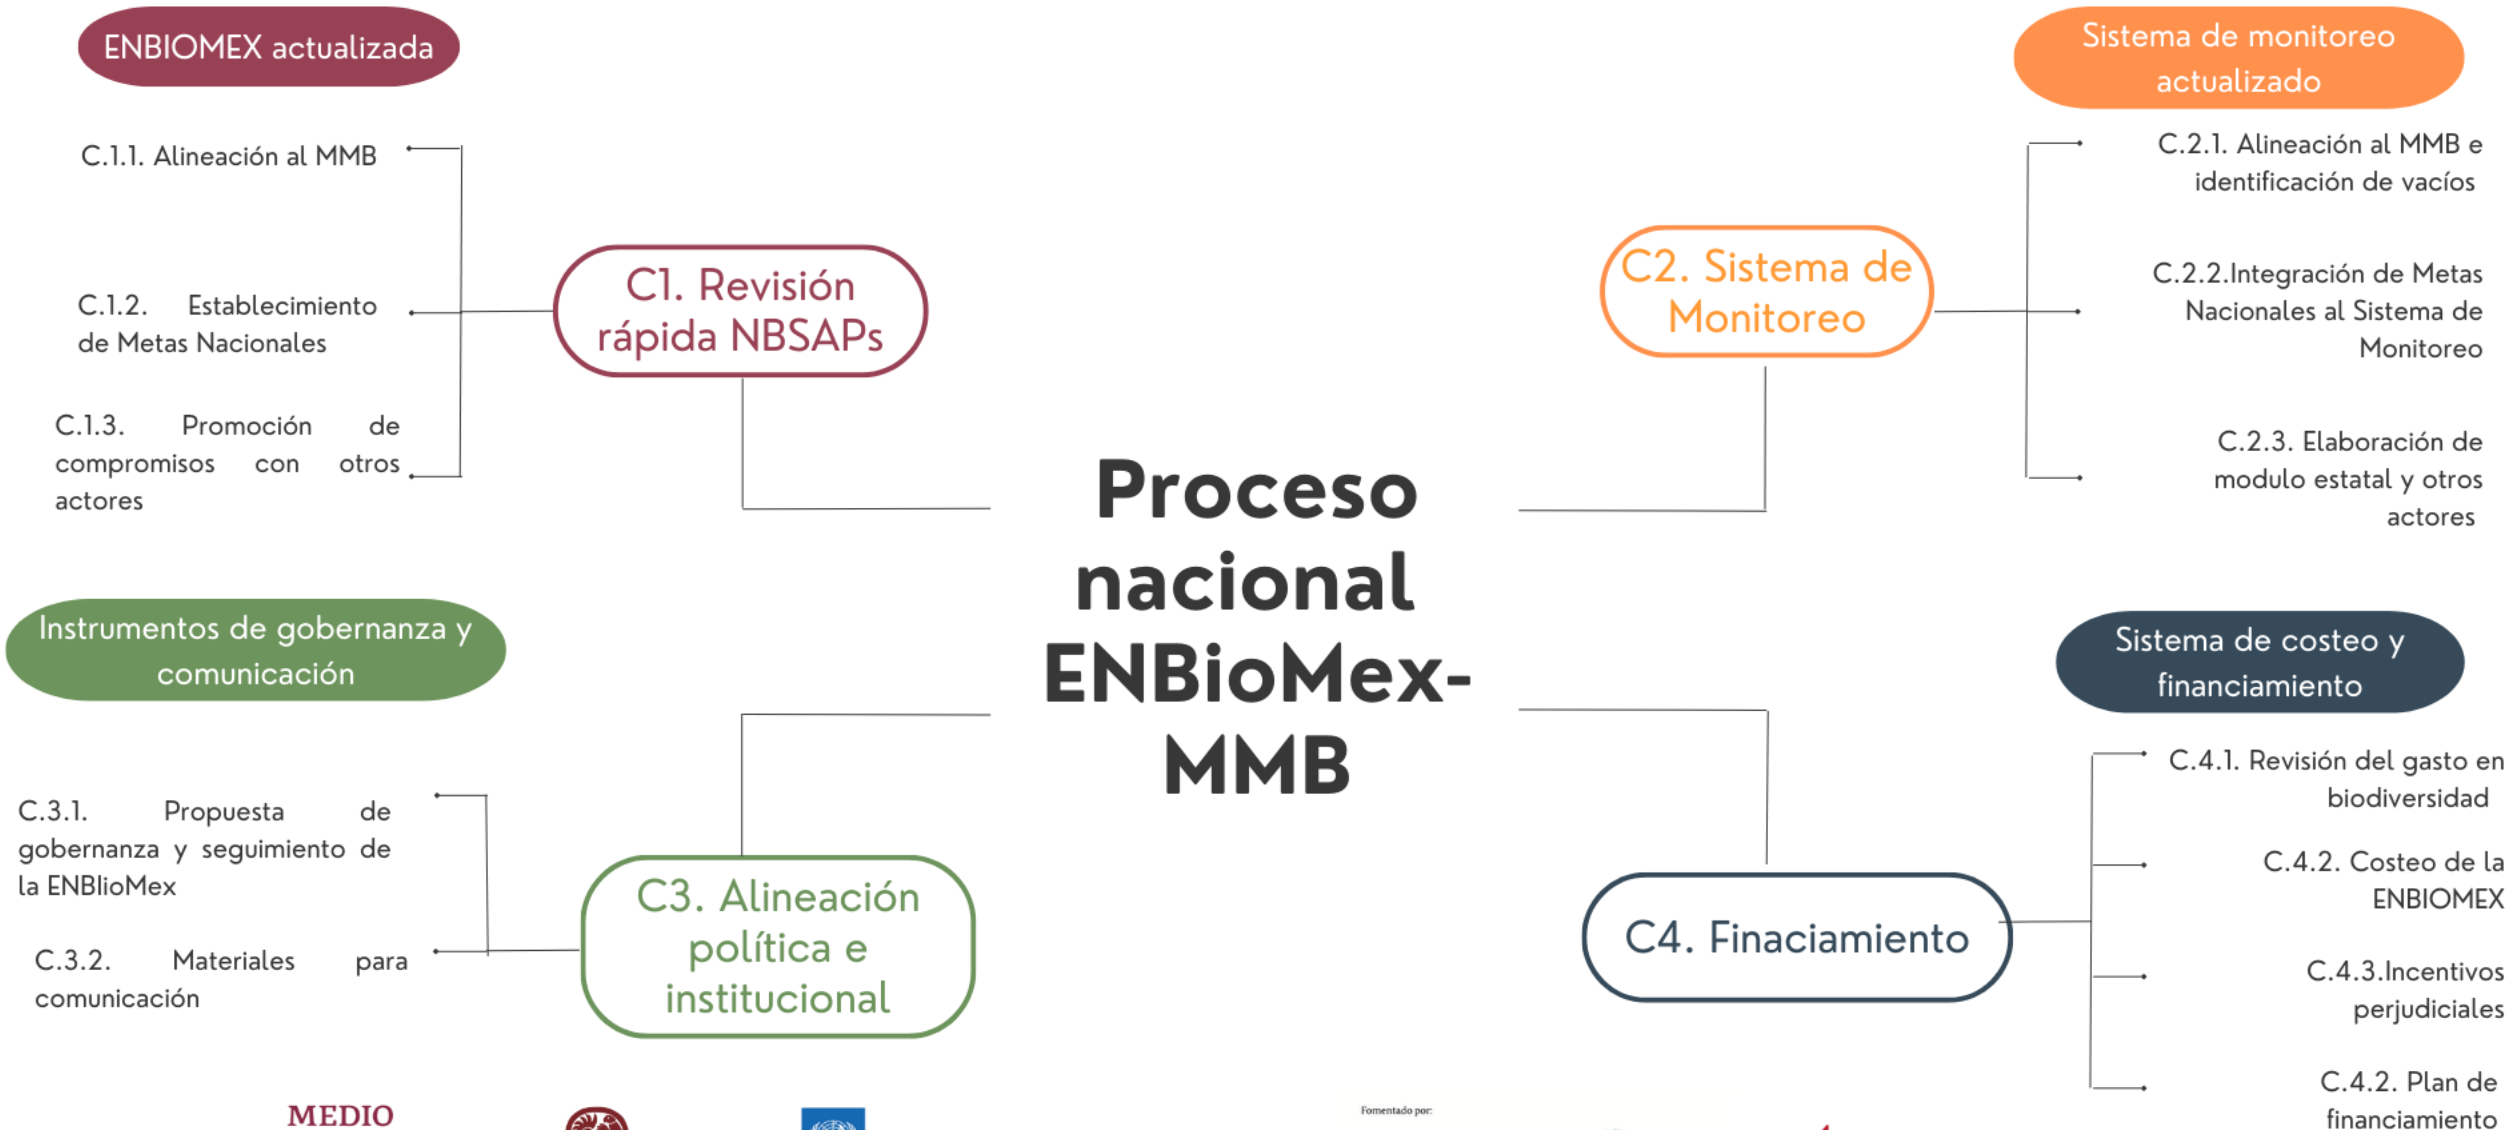 ENBIOMEX actualizada
C.1.1. Alineación al MMB
C.1.2. Establecimiento
de Metas Nacionales
C.1.3. Promoción de
compromisos con otros
actores
C1. Revisión
rápida NBSAPs
Sistema de monitoreo
actualizado
C.2.1. Alineación al MMB e
identificación de vacíos
C.2.2.Integración de Metas
Nacionales al Sistema de
Monitoreo
C.2.3. Elaboración de
modulo estatal y otros
actores
C2. Sistema de
Monitoreo
Proceso
nacional
ENBioMex-
MMB
Instrumentos de gobernanza y
comunicación
C.3.1. Propuesta de
gobernanza y seguimiento de
la ENBIioMex
C.3.2. Materiales para
comunicación
C3. Alineación
política e
institucional
Sistema de costeo y
financiamiento
C.4.1. Revisión del gasto en
biodiversidad
C.4.2. Costeo de la
ENBIOMEX
C.4.3.Incentivos
perjudiciales
C.4.2. Plan de
financiamiento
C4. Finaciamiento
MEDIO
Fomentado por: